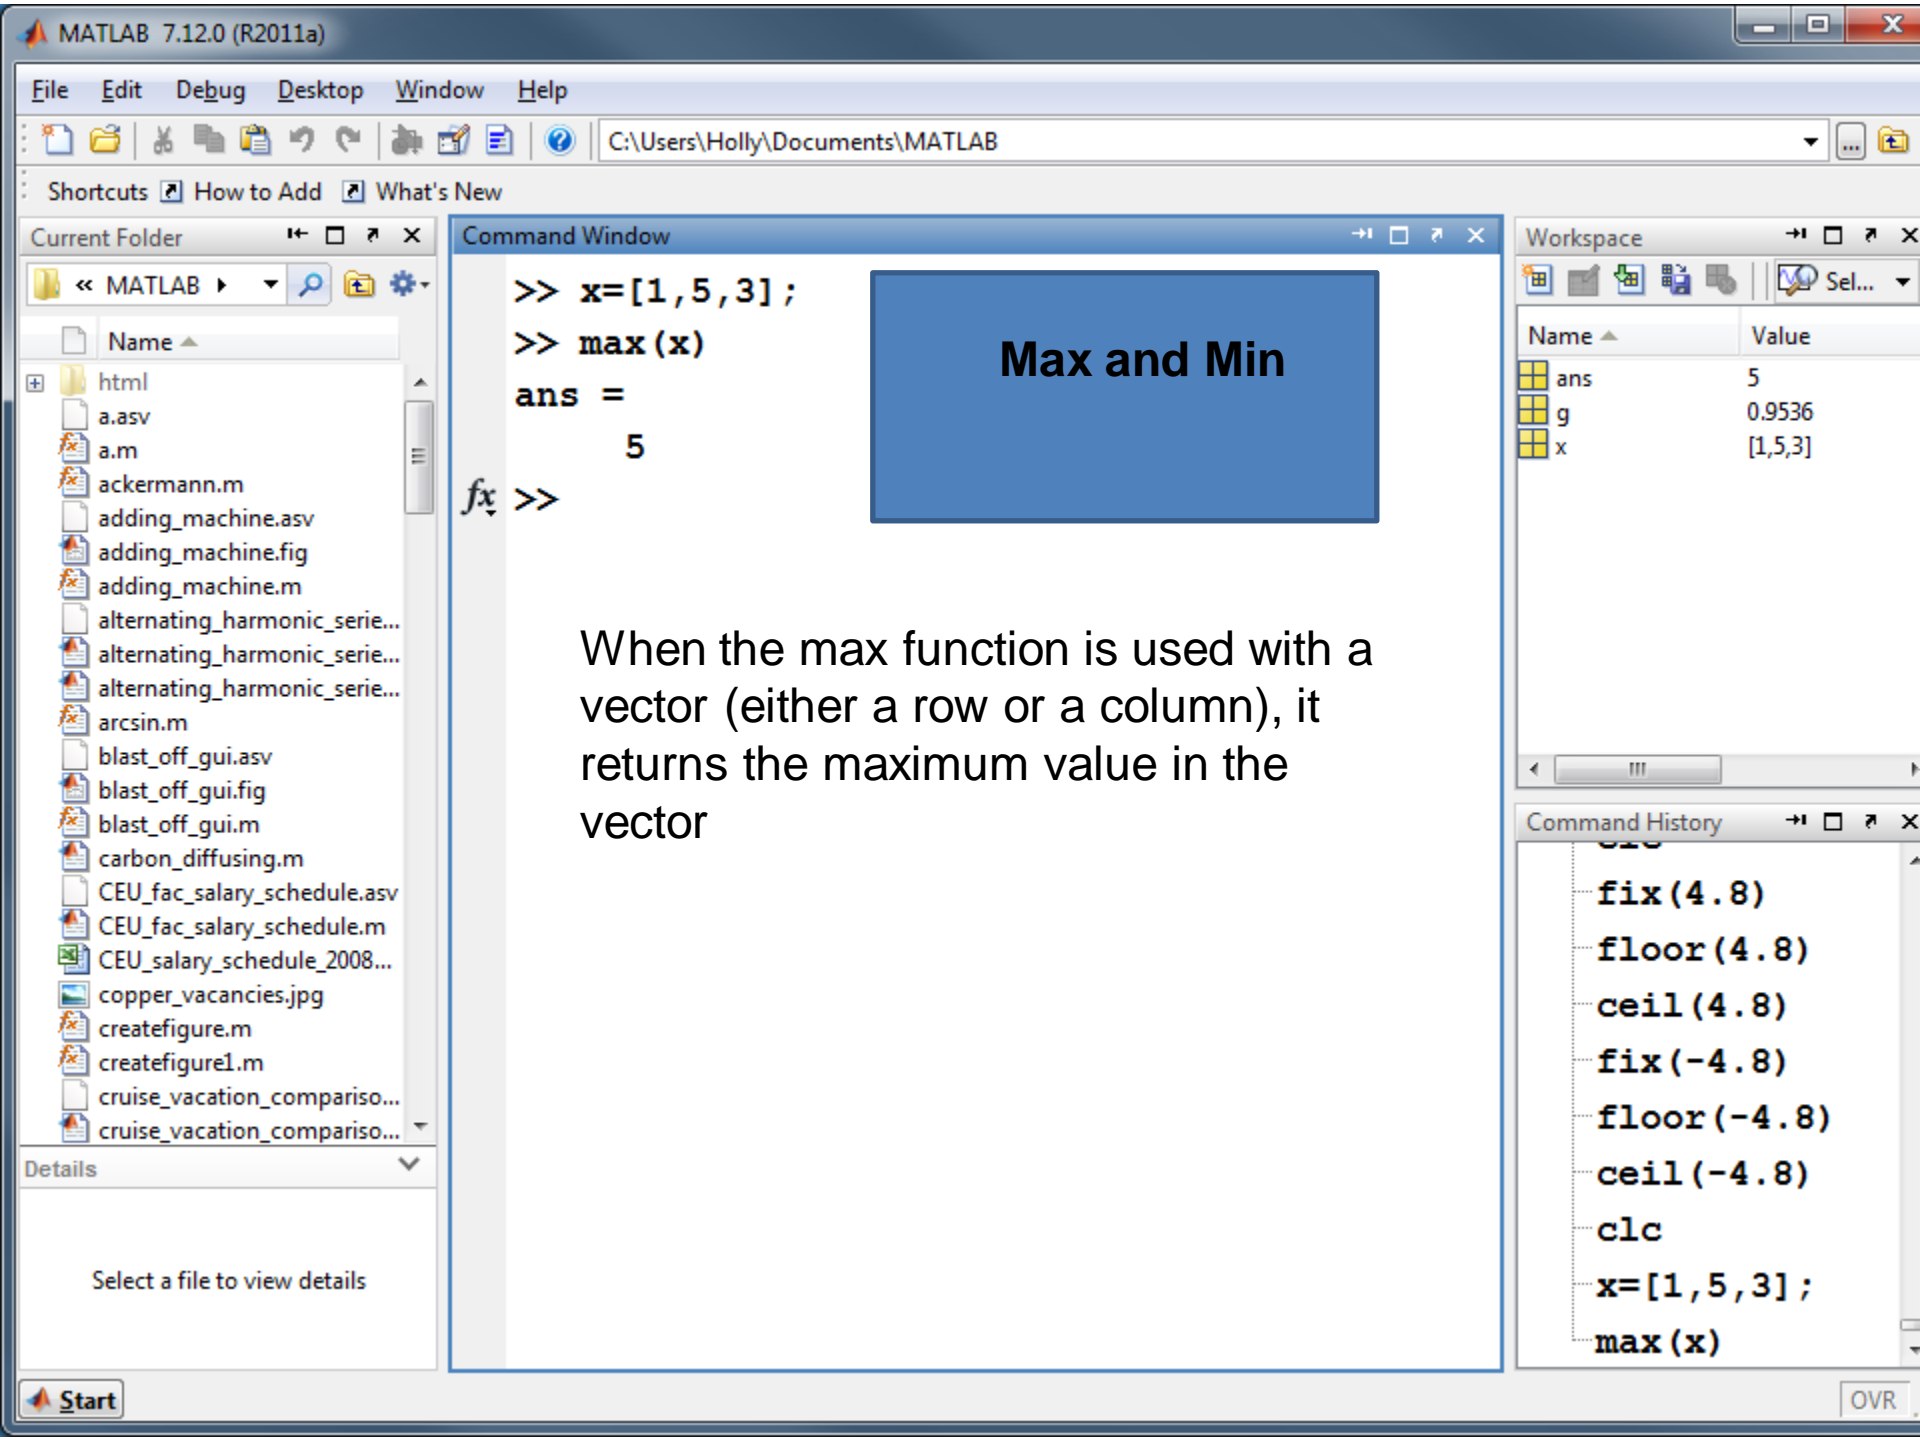 MATLAB 7.12.0 (R2011a)
File Edit Debug Desktop Window Help
C:\Users\Holly\Documents\MATLAB
Shortcuts How to Add What's New
Current Folder
« MATLAB
Name
html
a.asv
a.m
ackermann.m
adding_machine.asv
adding_machine.fig
adding_machine.m
alternating_harmonic_serie...
alternating_harmonic_serie...
alternating_harmonic_serie...
arcsin.m
blast_off_gui.asv
blast_off_gui.fig
blast_off_gui.m
carbon_diffusing.m
CEU_fac_salary_schedule.asv
CEU_fac_salary_schedule.m
CEU_salary_schedule_2008...
copper_vacancies.jpg
createfigure.m
createfigure1.m
cruise_vacation_compariso...
cruise_vacation_compariso...
Details
Select a file to view details
Start
Command Window
>> x=[1,5,3];
>> max(x)
ans =
5
fx >>
Max and Min
When the max function is used with a
vector (either a row or a column), it
returns the maximum value in the
vector
Workspace
Sel...
Name Value
ans 5
g 0.9536
x [1,5,3]
Command History
clc
fix(4.8)
floor(4.8)
ceil(4.8)
fix(-4.8)
floor(-4.8)
ceil(-4.8)
clc
x=[1,5,3];
max(x)
OVR